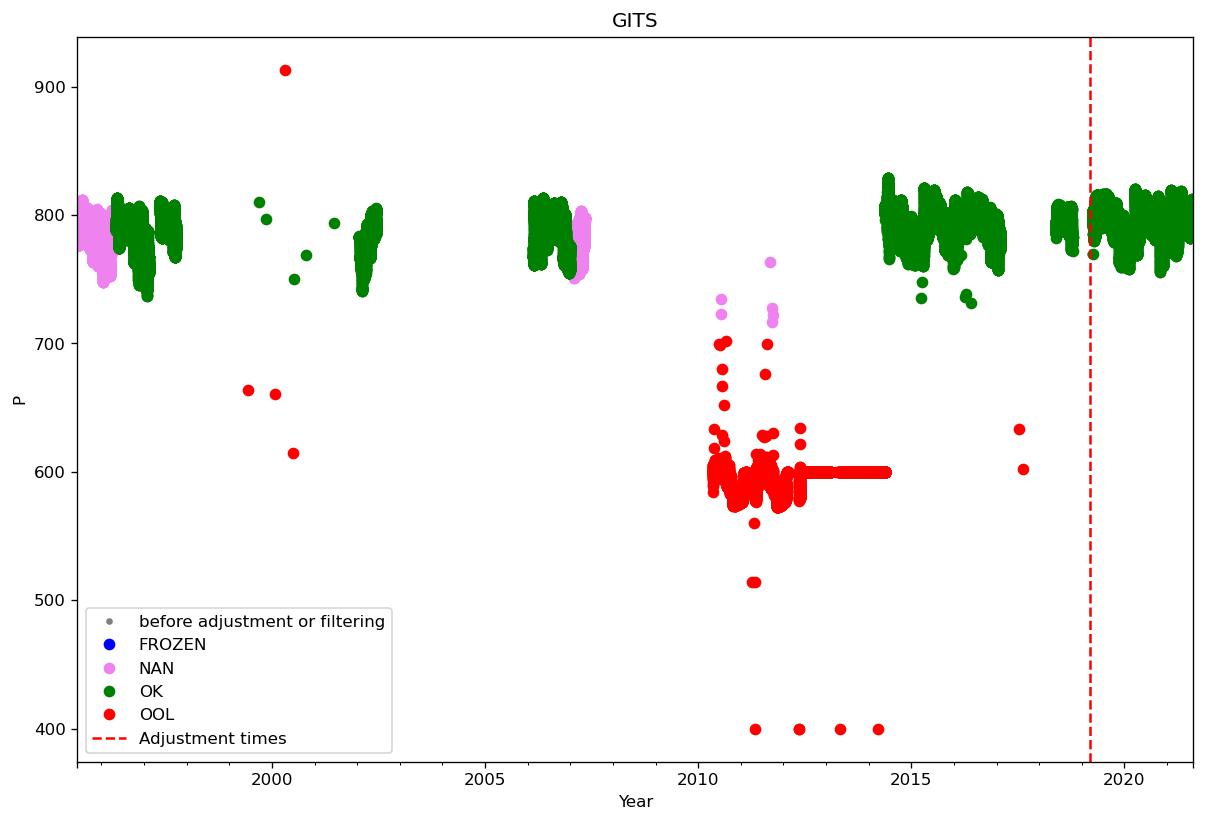 GITS
P
900
800
700
600
500
400
before adjustment or filtering
FROZEN
NAN
OK
OOL
Adjustment times
2000 2005 2010 2015 2020
Year